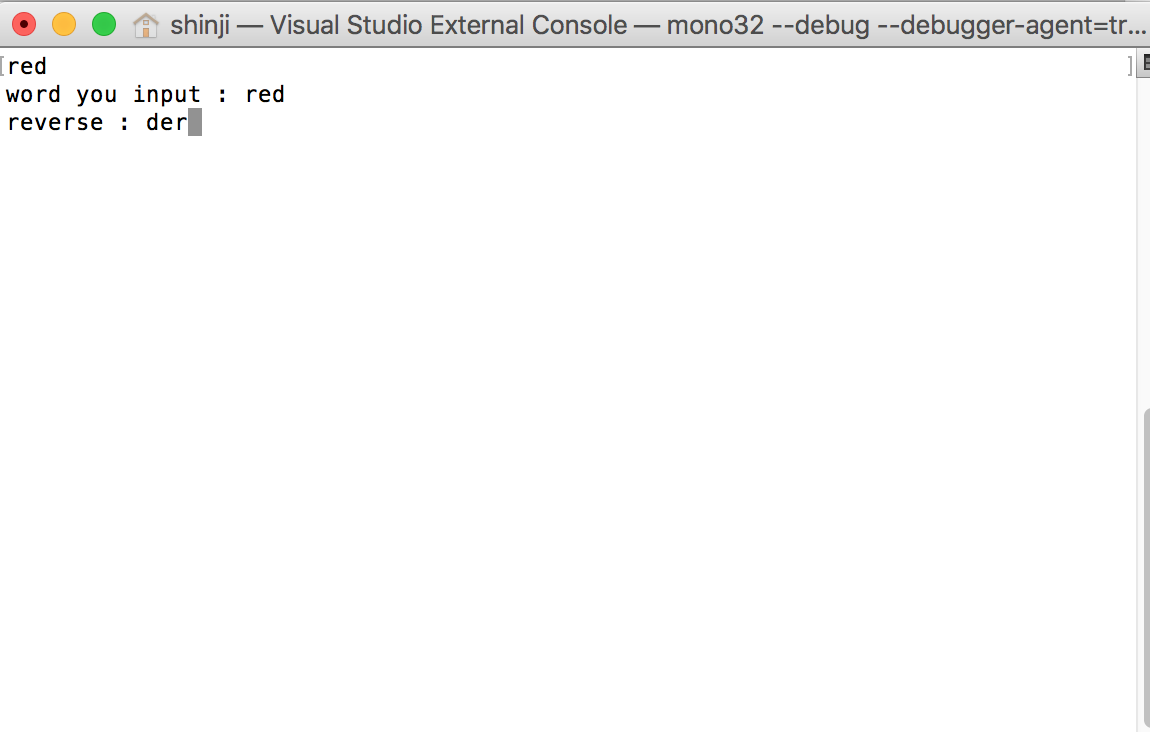 shinji — Visual Studio External Console — mono32 --debug --debugger-agent=tr...
[red]
word you input : red
reverse : der